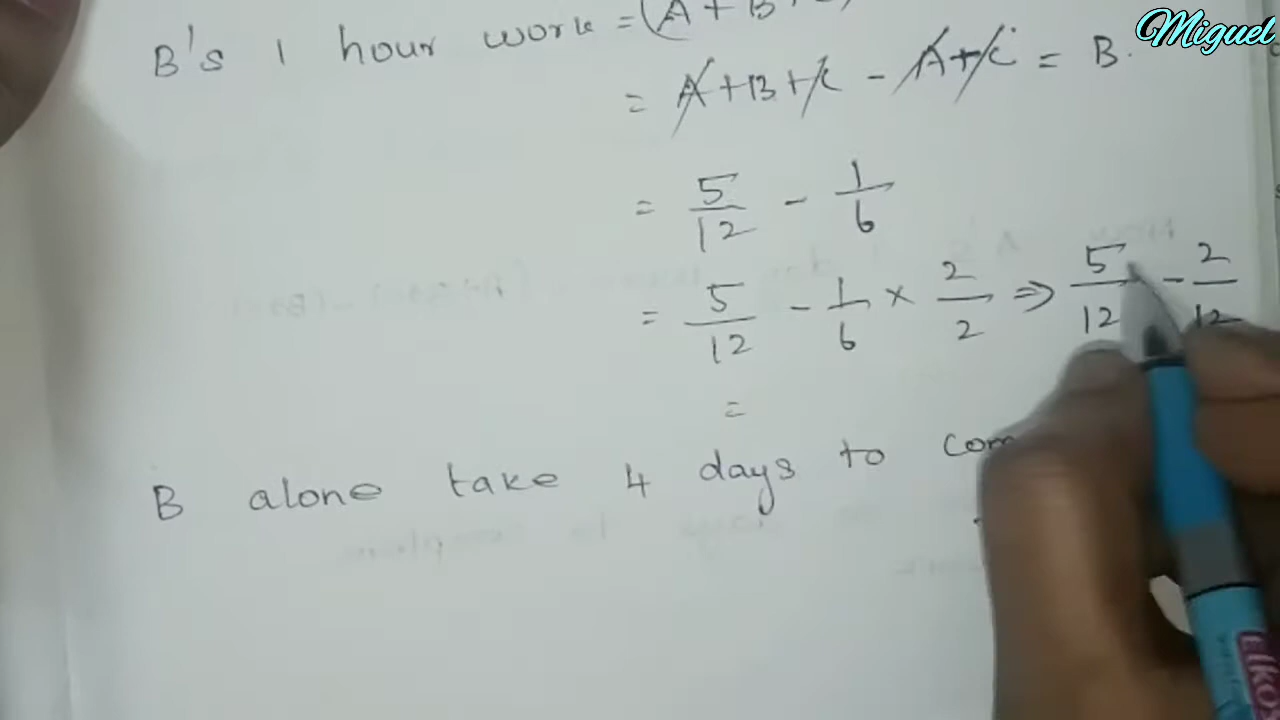 Miguel
B's 1 hour work = (A + B +
= A + B + C - A + C = B.
= 5/12 - 1/6
= 5/12 - 1/6 × 2/2 ⇒ 5/12 - 2/12
=
B alone take 4 days to com
Elko